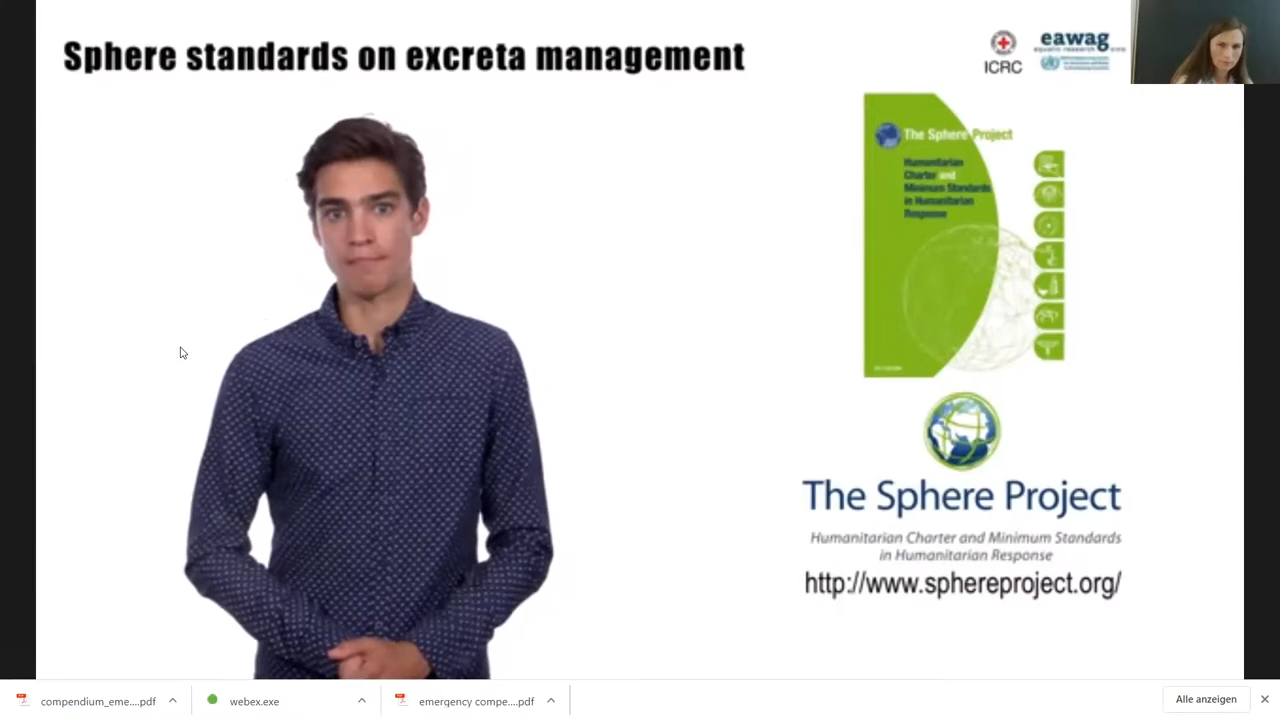 Sphere standards on excreta management
ICRC
eawag
The Sphere Project
Humanitarian
Charter and
Minimum Standards
in Humanitarian
Response
The Sphere Project
Humanitarian Charter and Minimum Standards
in Humanitarian Response
http://www.sphereproject.org/
compendium_eme....pdf
webex.exe
emergency compe....pdf
Alle anzeigen